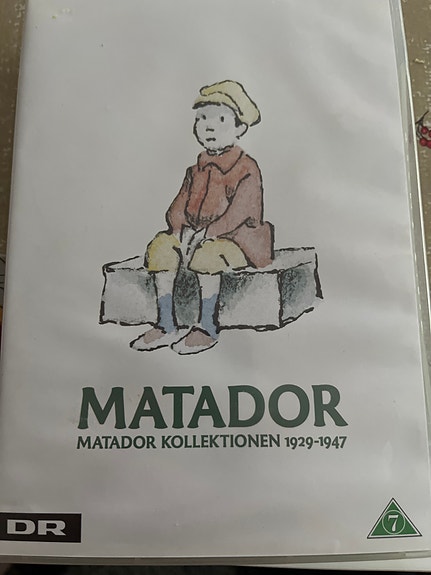 MATADOR
MATADOR KOLLEKTIONEN 1929-1947
DR
7